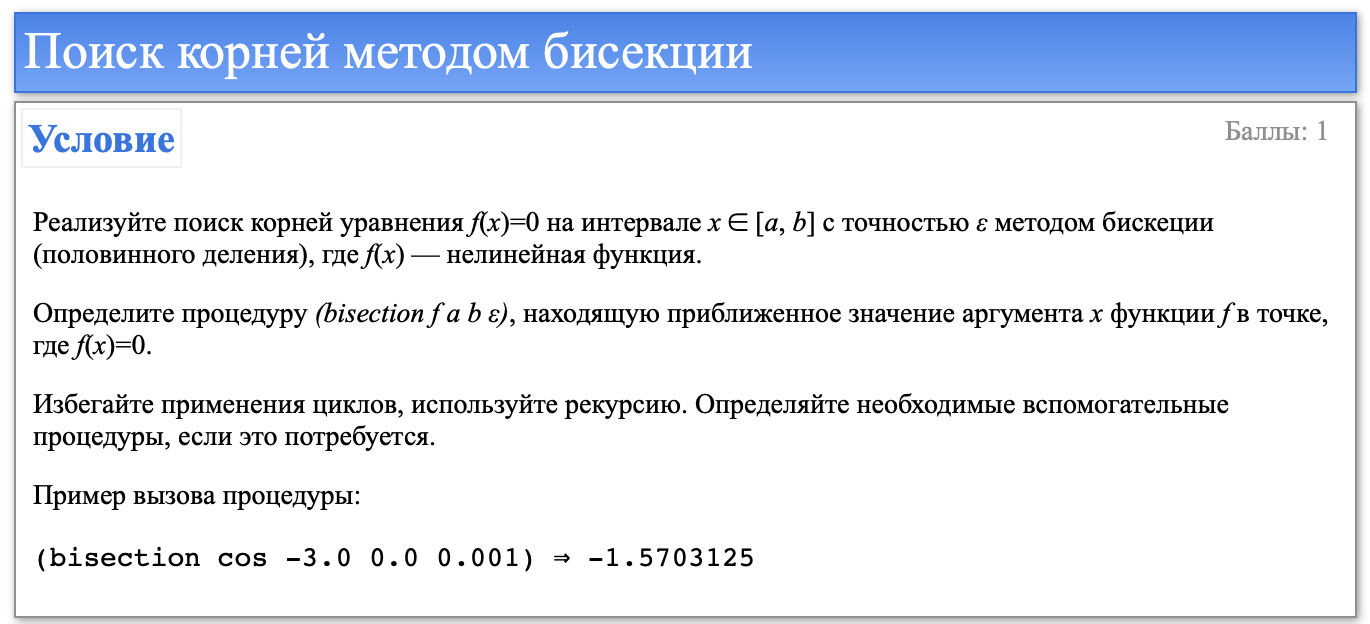 Поиск корней методом бисекции
Условие
Баллы: 1
Реализуйте поиск корней уравнения f(x)=0 на интервале x ∈ [a, b] с точностью ε методом бискеции
(половинного деления), где f(x) — нелинейная функция.
Определите процедуру (bisection f a b ε), находящую приближенное значение аргумента x функции f в точке,
где f(x)=0.
Избегайте применения циклов, используйте рекурсию. Определяйте необходимые вспомогательные
процедуры, если это потребуется.
Пример вызова процедуры:
(bisection cos -3.0 0.0 0.001) ⇒ -1.5703125